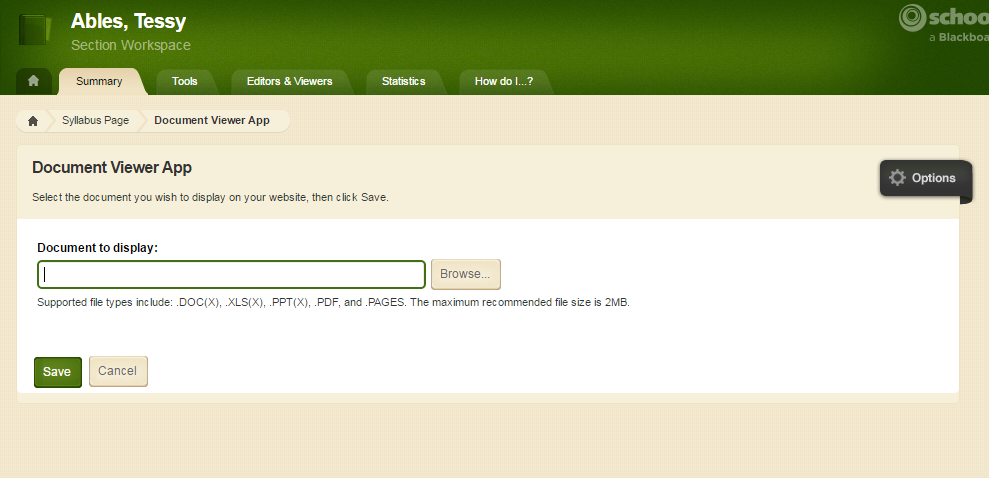 Ables, Tessy
Section Workspace
schoo
a Blackboa
Summary
Tools
Editors & Viewers
Statistics
How do I...?
Syllabus Page
Document Viewer App
Document Viewer App
Options
Select the document you wish to display on your website, then click Save.
Document to display:
Browse...
Supported file types include: .DOC(X), .XLS(X), .PPT(X), .PDF, and .PAGES. The maximum recommended file size is 2MB.
Save
Cancel